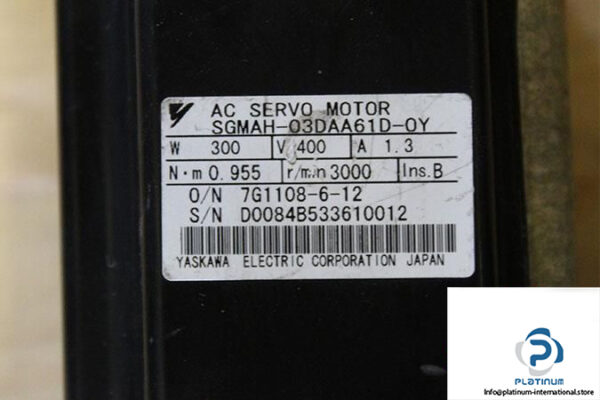 AC SERVO MOTOR
SGMAH-03DAA61D-0Y
W 300 V 400 A 1.3
N·m 0.955 r/min 3000 Ins.B
O/N 7G1108-6-12
S/N D0084B533610012
YASKAWA ELECTRIC CORPORATION JAPAN
PLATINUM
Info@platinum-international.store